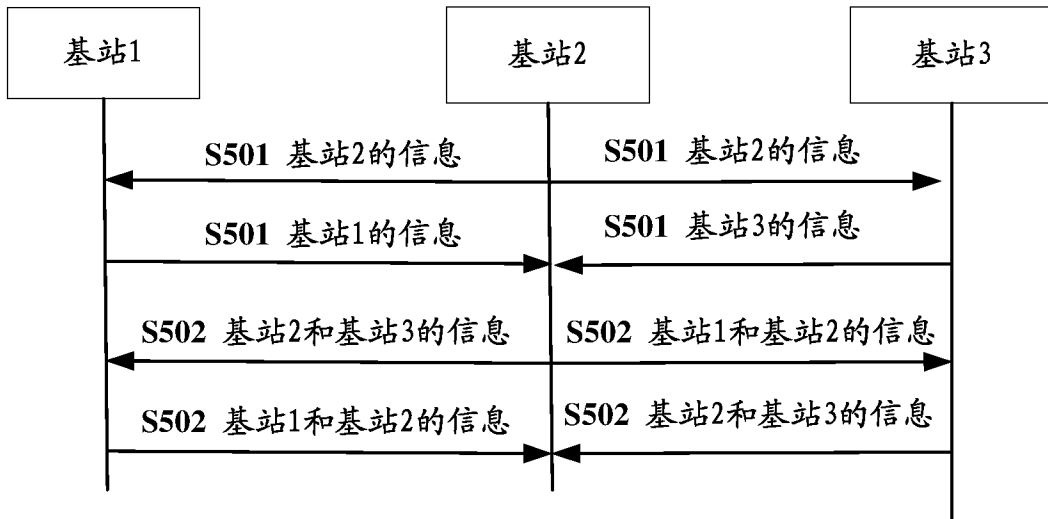 基站1
基站2
基站3
S501 基站2的信息
S501 基站2的信息
S501 基站1的信息
S501 基站3的信息
S502 基站2和基站3的信息
S502 基站1和基站2的信息
S502 基站1和基站2的信息
S502 基站2和基站3的信息